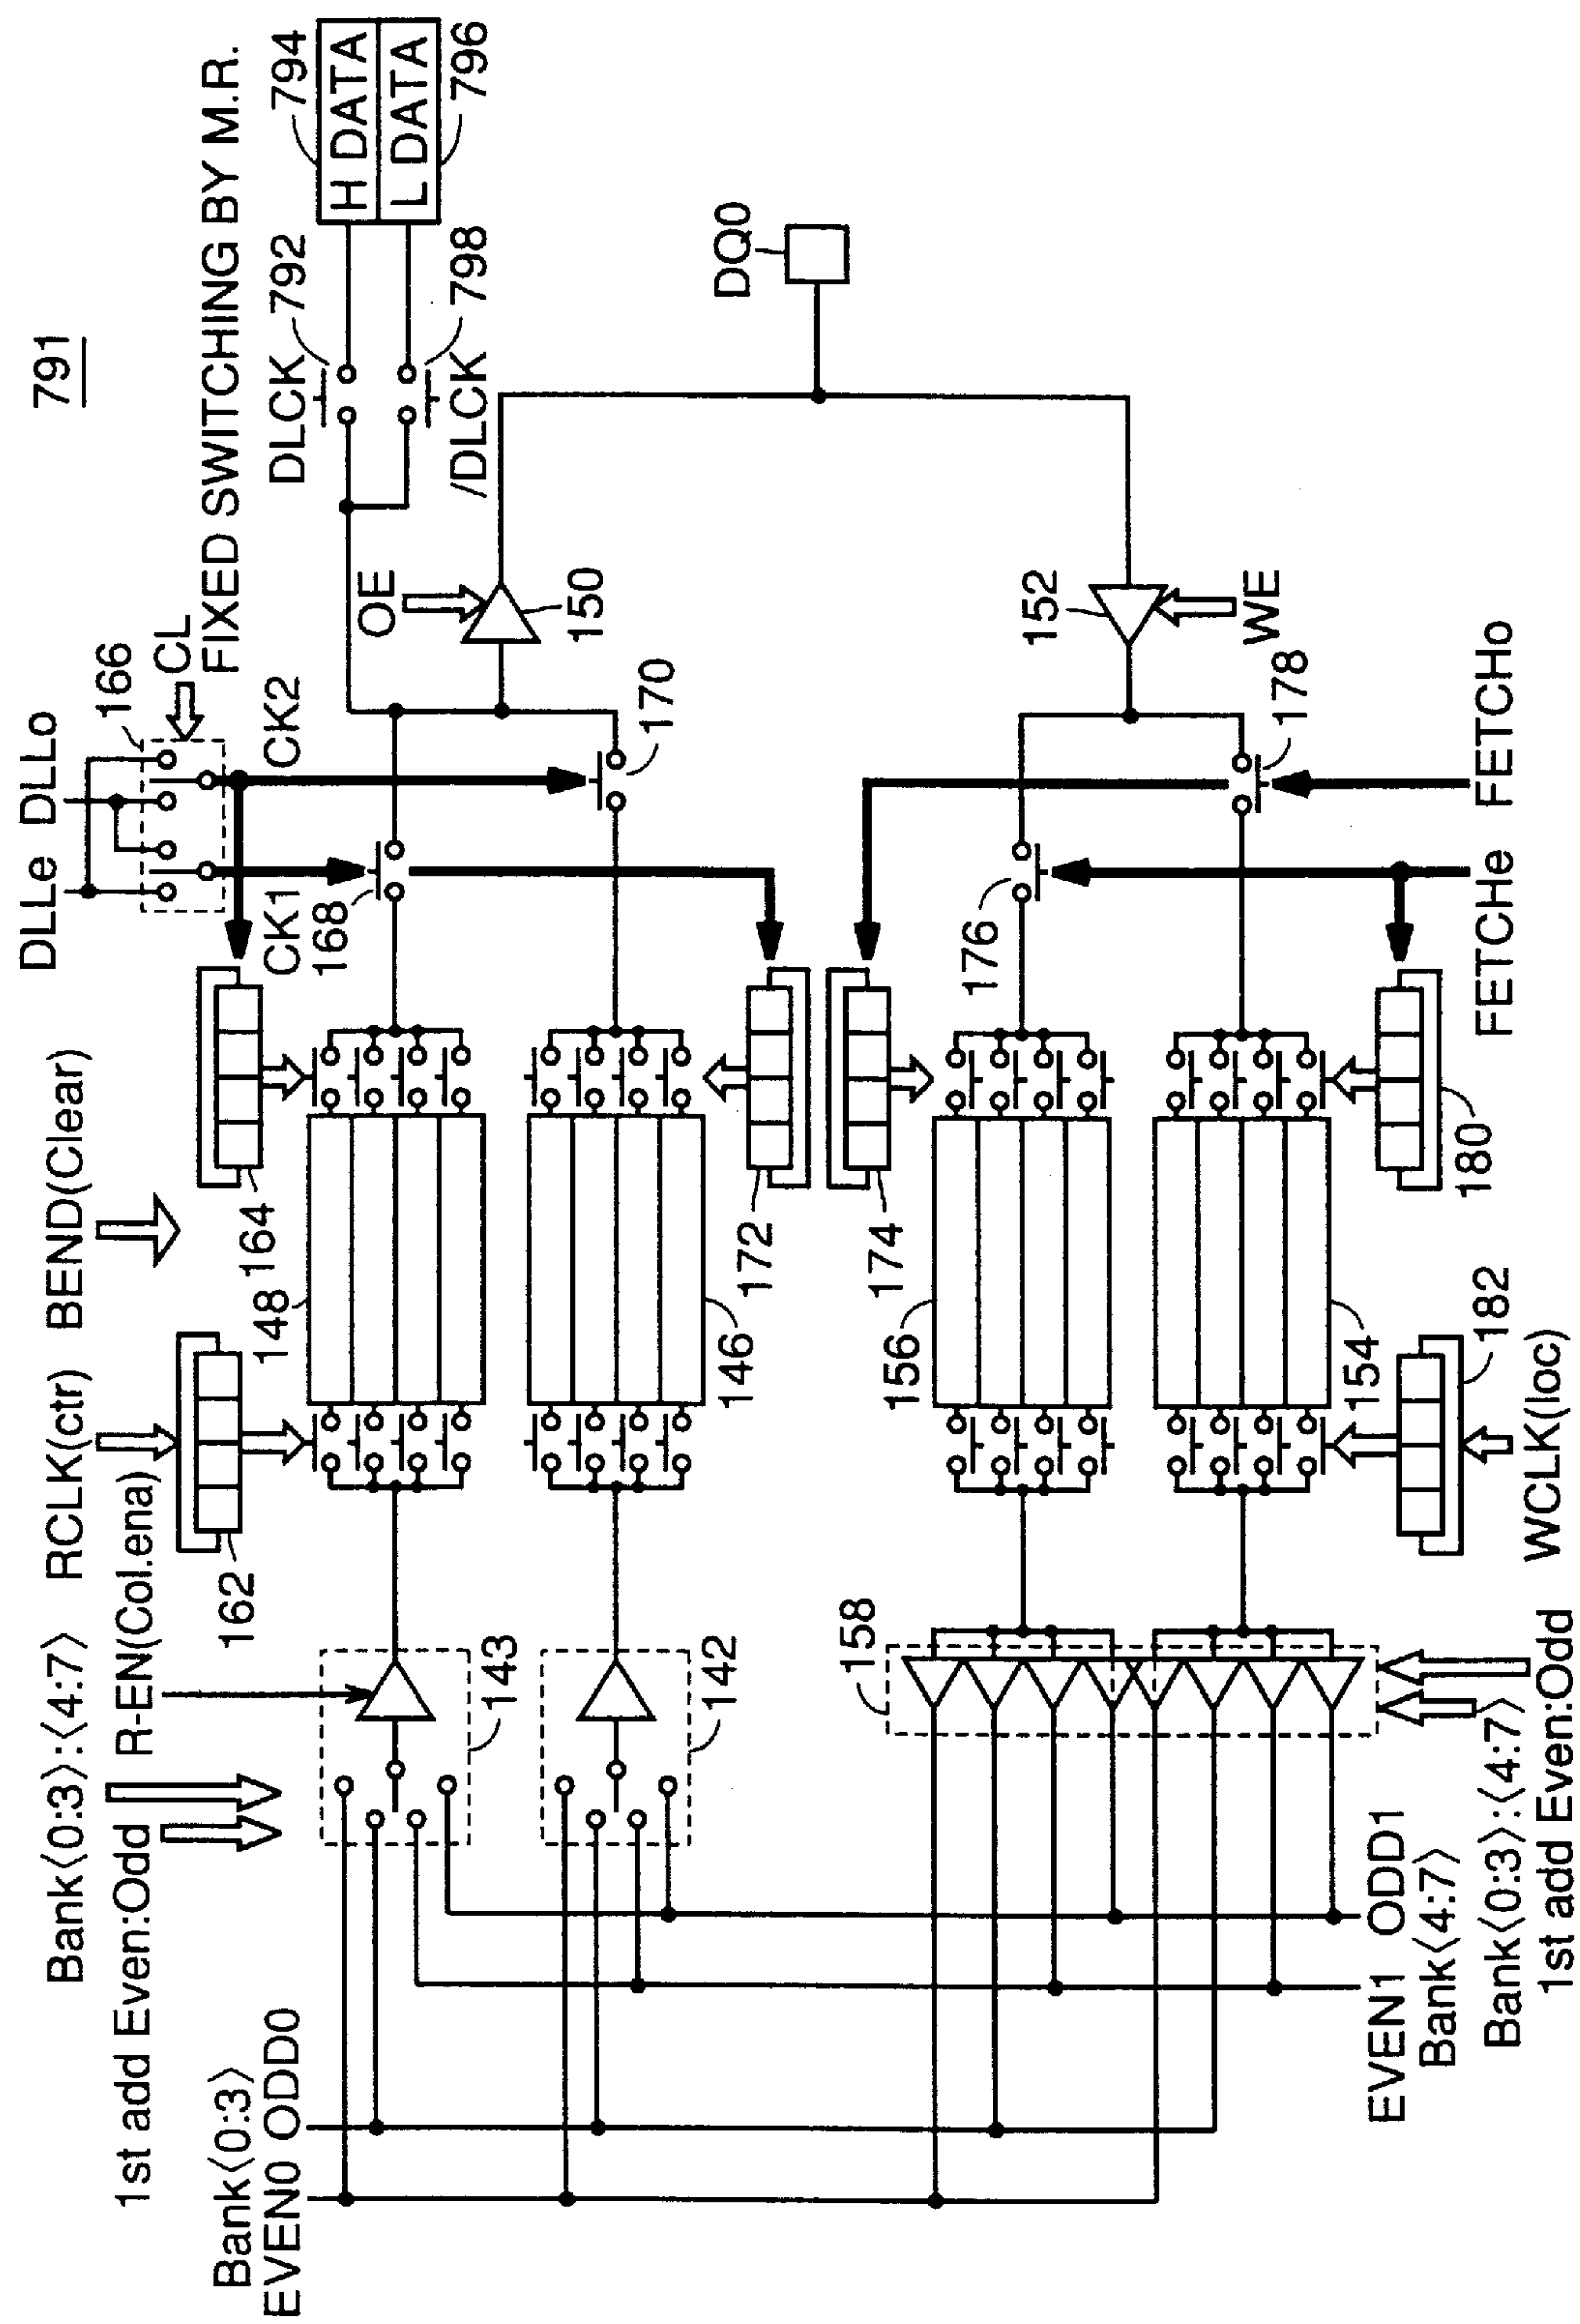 791
Bank〈0:3〉:〈4:7〉
1st add Even:Odd
R-EN(Col.ena)
RCLK(ctr)
BEND(Clear)
DLLe
DLLo
166
CL
FIXED SWITCHING BY M.R.
CK1
CK2
DLCK
792
794
H DATA
L DATA
796
798
/DLCK
Bank〈0:3〉
EVEN0
ODD0
162
148
164
168
OE
150
170
143
142
146
172
DQ0
158
156
174
176
152
WE
178
154
182
180
WCLK(loc)
FETCHe
FETCHo
EVEN1
ODD1
Bank〈4:7〉
Bank〈0:3〉:〈4:7〉
1st add Even:Odd